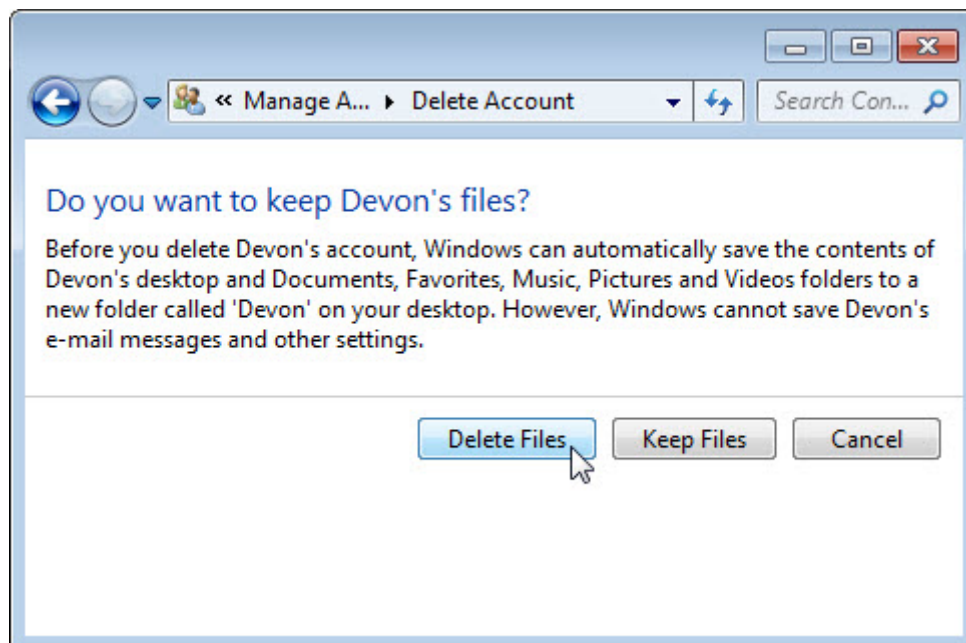 « Manage A... ▸ Delete Account
Search Con...
Do you want to keep Devon's files?
Before you delete Devon's account, Windows can automatically save the contents of
Devon's desktop and Documents, Favorites, Music, Pictures and Videos folders to a
new folder called 'Devon' on your desktop. However, Windows cannot save Devon's
e-mail messages and other settings.
Delete Files
Keep Files
Cancel